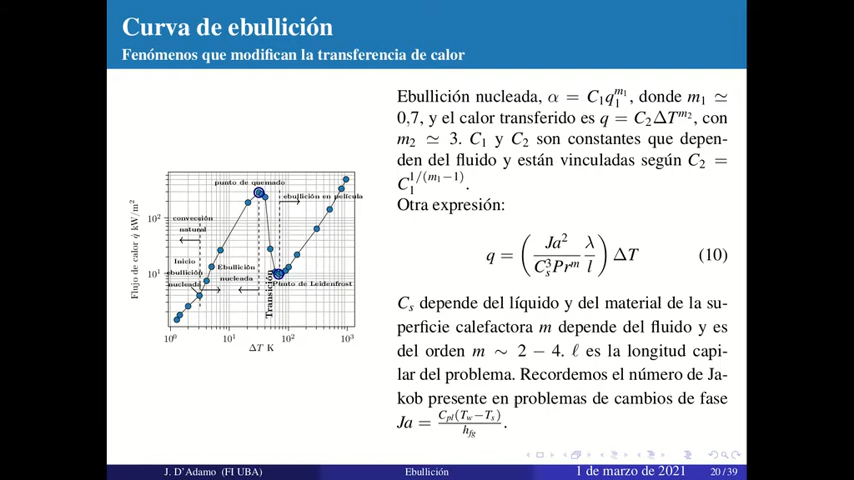 Curva de ebullición
Fenómenos que modifican la transferencia de calor
Ebullición nucleada, α = C₁q₁^{m₁}, donde m₁ ≃
0,7, y el calor transferido es q = C₂ΔT^{m₂}, con
m₂ ≃ 3. C₁ y C₂ son constantes que depen-
den del fluido y están vinculadas según C₂ =
C₁^{1/(m₁−1)}.
Otra expresión:
q = (Ja² / (C_s³Pr^m) λ/l) ΔT (10)
C_s depende del líquido y del material de la su-
perficie calefactora m depende del fluido y es
del orden m ∼ 2 − 4. ℓ es la longitud capi-
lar del problema. Recordemos el número de Ja-
kob presente en problemas de cambios de fase
Ja = C_{pl}(T_w−T_s) / h_{fg}.
punto de quemado
ebullición en película
convección
natural
Inicio
ebullición
nucleada
Ebullición
nucleada
Transición
Punto de Leidenfrost
Flujo de calor q̇ kW/m²
10²
10¹
10⁰ 10¹ 10² 10³
ΔT K
J. D'Adamo (FI UBA) Ebullición 1 de marzo de 2021 20 / 39